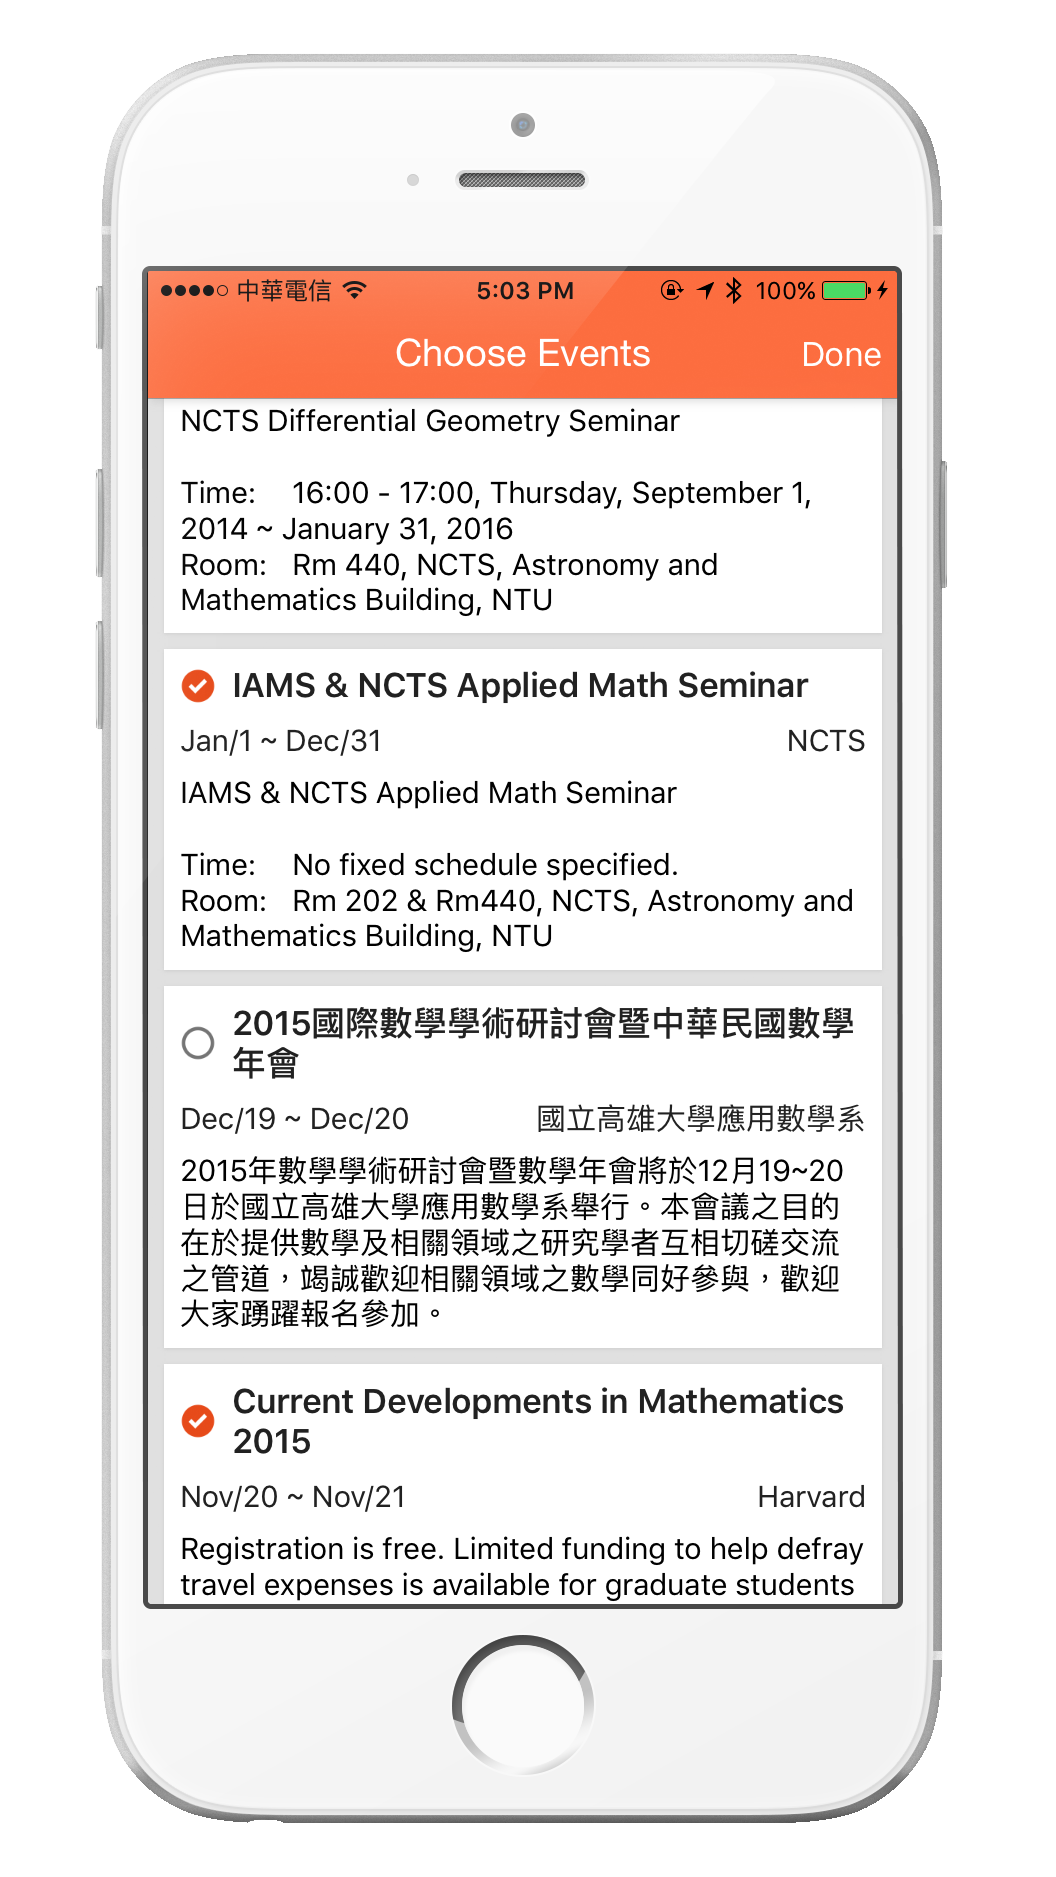 中華電信 5:03 PM 100%
Choose Events Done
NCTS Differential Geometry Seminar
Time: 16:00 - 17:00, Thursday, September 1,
2014 ~ January 31, 2016
Room: Rm 440, NCTS, Astronomy and
Mathematics Building, NTU
IAMS & NCTS Applied Math Seminar
Jan/1 ~ Dec/31 NCTS
IAMS & NCTS Applied Math Seminar
Time: No fixed schedule specified.
Room: Rm 202 & Rm440, NCTS, Astronomy and
Mathematics Building, NTU
2015國際數學學術研討會暨中華民國數學
年會
Dec/19 ~ Dec/20 國立高雄大學應用數學系
2015年數學學術研討會暨數學年會將於12月19~20
日於國立高雄大學應用數學系舉行。本會議之目的
在於提供數學及相關領域之研究學者互相切磋交流
之管道，竭誠歡迎相關領域之數學同好參與，歡迎
大家踴躍報名參加。
Current Developments in Mathematics
2015
Nov/20 ~ Nov/21 Harvard
Registration is free. Limited funding to help defray
travel expenses is available for graduate students